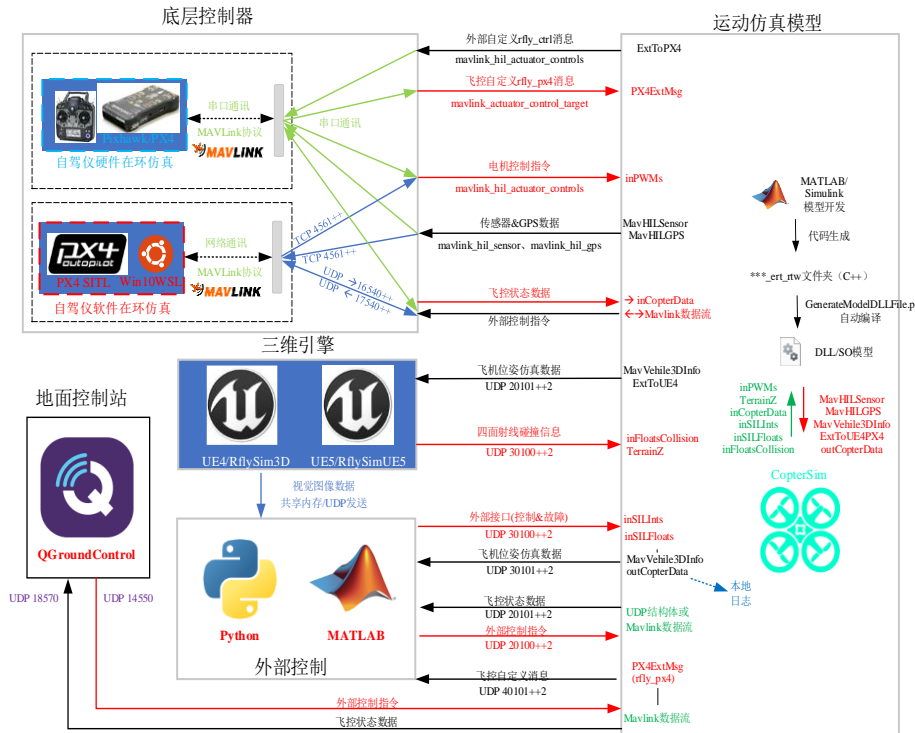 底层控制器
运动仿真模型
外部自定义rfly_ctrl消息
mavlink_hil_actuator_controls
ExtToPX4
飞控自定义rfly_px4消息
mavlink_actuator_control_target
PX4ExtMsg
串口通讯
MAVLink协议
MAVLINK
Pixhawk/PX4
自驾仪硬件在环仿真
串口通讯
电机控制指令
mavlink_hil_actuator_controls
inPWMs
传感器&GPS数据
mavlink_hil_sensor、mavlink_hil_gps
MavHILSensor
MavHILGPS
TCP 4561++
TCP 4561++
UDP →16540++
UDP ←17540++
网络通讯
MAVLink协议
MAVLINK
px4
autopilot
PX4 SITL
Win10WSL
自驾仪软件在环仿真
飞控状态数据
外部控制指令
→ inCopterData
←→Mavlink数据流
MATLAB/
Simulink
模型开发
代码生成
***_ert_rtw文件夹（C++）
GenerateModelDLLFile.p
自动编译
DLL/SO模型
inPWMs
TerrainZ
inCopterData
inSILInts
inSILFloats
inFloatsCollision
MavHILSensor
MavHILGPS
MavVehile3DInfo
ExtToUE4PX4
outCopterData
CopterSim
三维引擎
UE4/RflySim3D
UE5/RflySimUE5
飞机位姿仿真数据
UDP 20101++2
MavVehile3DInfo
ExtToUE4
四面射线碰撞信息
UDP 30100++2
inFloatsCollision
TerrainZ
视觉图像数据
共享内存/UDP发送
地面控制站
QGroundControl
UDP 18570
UDP 14550
Python
MATLAB
外部控制
外部接口(控制&故障)
UDP 30100++2
inSILInts
inSILFloats
飞机位姿仿真数据
UDP 30101++2
MavVehile3DInfo
outCopterData
本地
日志
飞控状态数据
UDP 20101++2
外部控制指令
UDP 20100++2
UDP结构体或
Mavlink数据流
飞控自定义消息
UDP 40101++2
PX4ExtMsg
(rfly_px4)
外部控制指令
飞控状态数据
Mavlink数据流